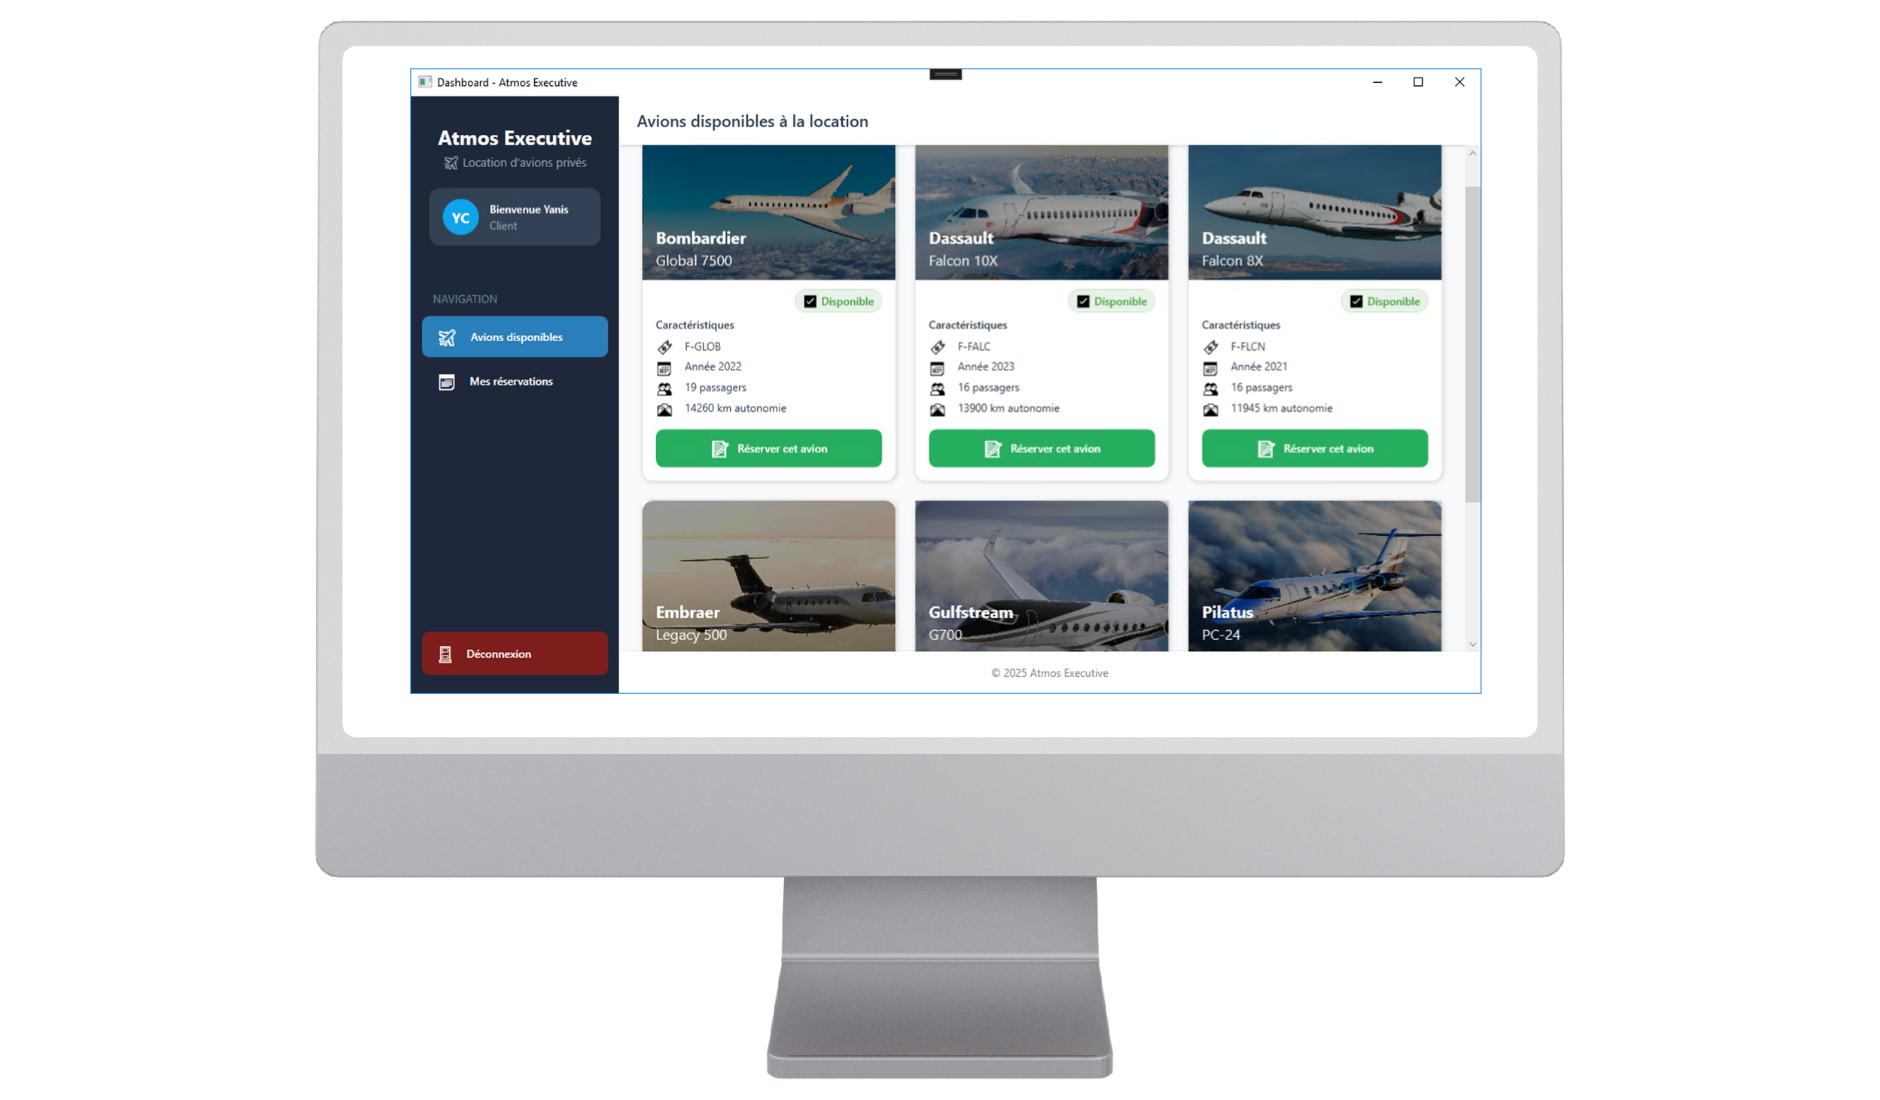 Dashboard - Atmos Executive
Atmos Executive
Location d'avions privés
YC
Bienvenue Yanis
Client
NAVIGATION
Avions disponibles
Mes réservations
Déconnexion
Avions disponibles à la location
Bombardier
Global 7500
Disponible
Caractéristiques
F-GLOB
Année 2022
19 passagers
14260 km autonomie
Réserver cet avion
Dassault
Falcon 10X
Disponible
Caractéristiques
F-FALC
Année 2023
16 passagers
13900 km autonomie
Réserver cet avion
Dassault
Falcon 8X
Disponible
Caractéristiques
F-FLCN
Année 2021
16 passagers
11945 km autonomie
Réserver cet avion
Embraer
Legacy 500
Gulfstream
G700
Pilatus
PC-24
© 2025 Atmos Executive